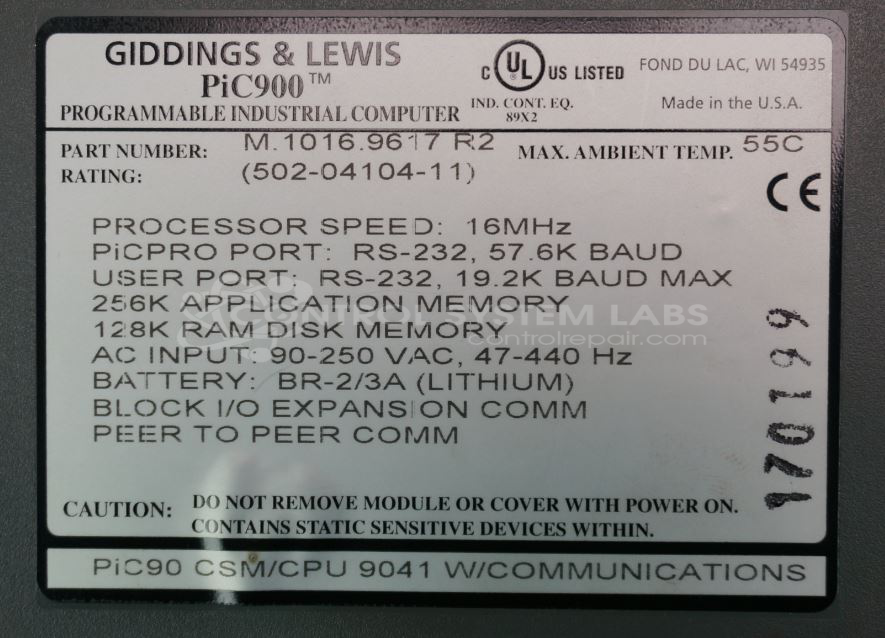 GIDDINGS & LEWIS
PiC900™
PROGRAMMABLE INDUSTRIAL COMPUTER
C UL US LISTED
IND. CONT. EQ.
89X2
FOND DU LAC, WI 54935
Made in the U.S.A.
PART NUMBER: M.1016.9617 R2
MAX. AMBIENT TEMP. 55C
RATING: (502-04104-11)
CE
PROCESSOR SPEED: 16MHz
PiCPRO PORT: RS-232, 57.6K BAUD
USER PORT: RS-232, 19.2K BAUD MAX
256K APPLICATION MEMORY
128K RAM DISK MEMORY
AC INPUT: 90-250 VAC, 47-440 Hz
BATTERY: BR-2/3A (LITHIUM)
BLOCK I/O EXPANSION COMM
PEER TO PEER COMM
CONTROL SYSTEM LABS
controlrepair.com
170199
CAUTION: DO NOT REMOVE MODULE OR COVER WITH POWER ON.
CONTAINS STATIC SENSITIVE DEVICES WITHIN.
PiC90 CSM/CPU 9041 W/COMMUNICATIONS